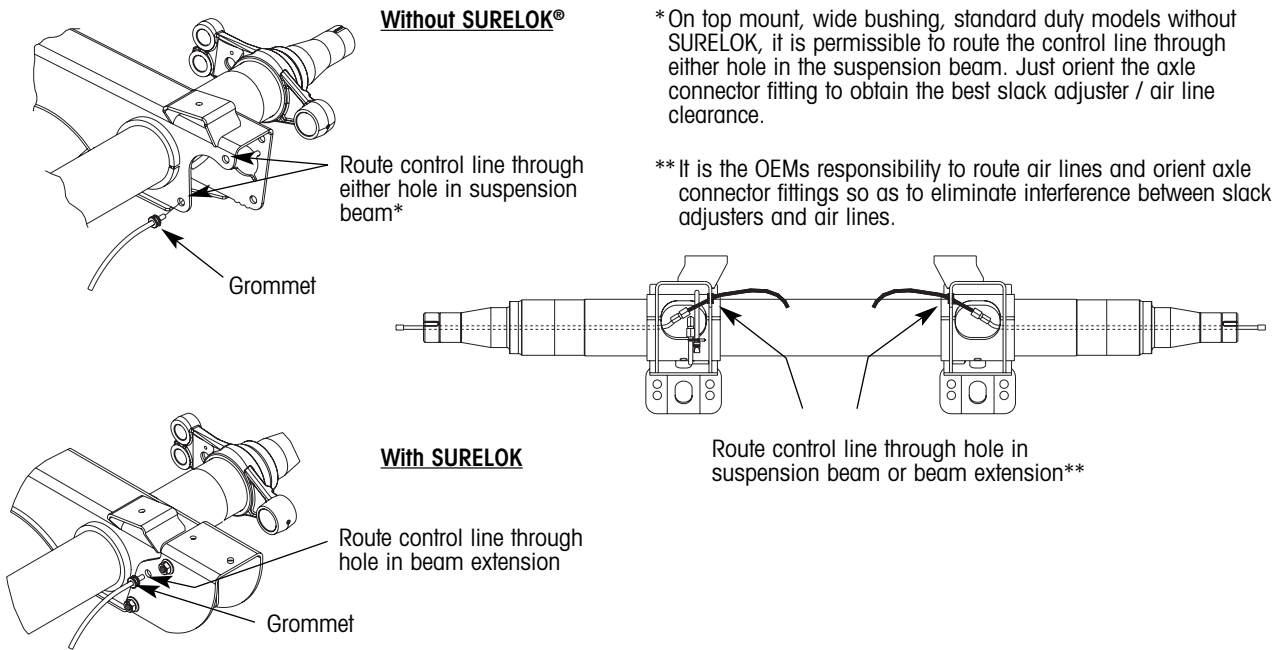 Without SURELOK®
Route control line through
either hole in suspension
beam*
Grommet
*On top mount, wide bushing, standard duty models without
SURELOK, it is permissible to route the control line through
either hole in the suspension beam. Just orient the axle
connector fitting to obtain the best slack adjuster / air line
clearance.
**It is the OEMs responsibility to route air lines and orient axle
connector fittings so as to eliminate interference between slack
adjusters and air lines.
Route control line through hole in
suspension beam or beam extension**
With SURELOK
Route control line through
hole in beam extension
Grommet